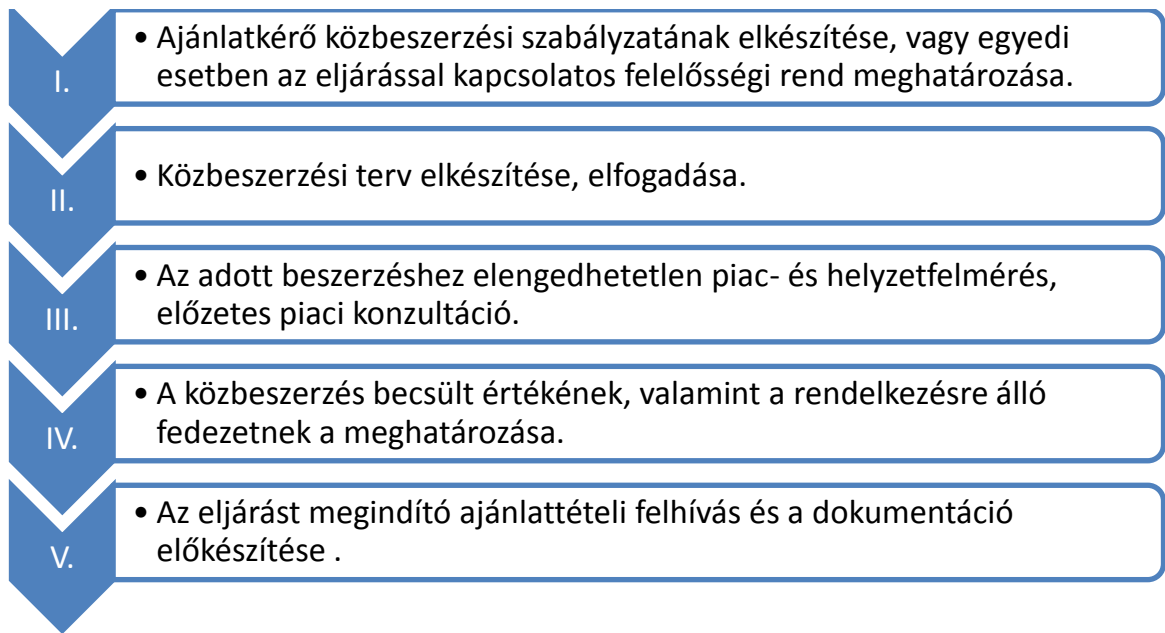 I.
• Ajánlatkérő közbeszerzési szabályzatának elkészítése, vagy egyedi
esetben az eljárással kapcsolatos felelősségi rend meghatározása.
II.
• Közbeszerzési terv elkészítése, elfogadása.
III.
• Az adott beszerzéshez elengedhetetlen piac- és helyzetfelmérés,
előzetes piaci konzultáció.
IV.
• A közbeszerzés becsült értékének, valamint a rendelkezésre álló
fedezetnek a meghatározása.
V.
• Az eljárást megindító ajánlattételi felhívás és a dokumentáció
előkészítése .